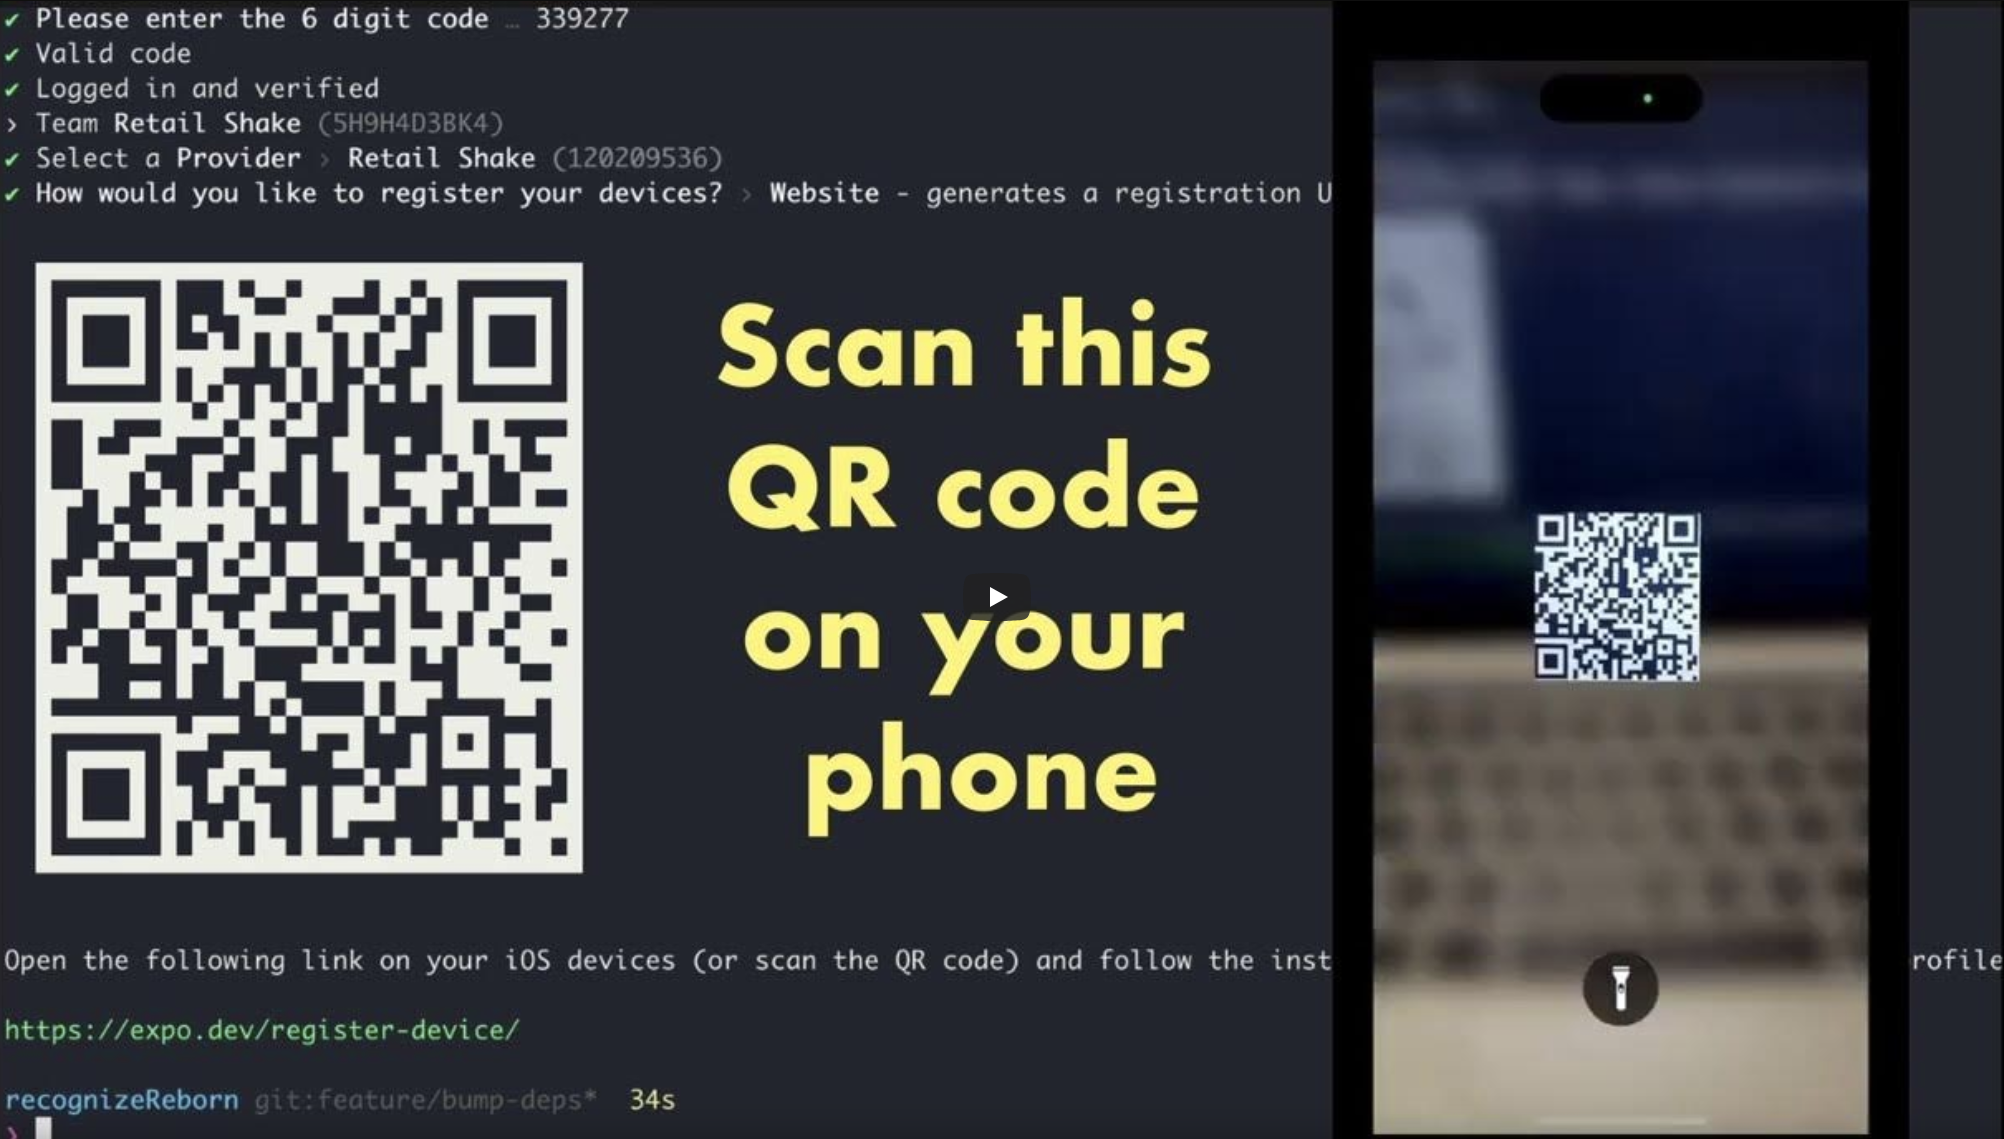 ✔ Please enter the 6 digit code … 339277
✔ Valid code
✔ Logged in and verified
› Team Retail Shake (5H9H4D3BK4)
✔ Select a Provider › Retail Shake (120209536)
✔ How would you like to register your devices? › Website - generates a registration U
Scan this
QR code
on your
phone
Open the following link on your iOS devices (or scan the QR code) and follow the inst rofile
https://expo.dev/register-device/
recognizeReborn git:feature/bump-deps* 34s
❯